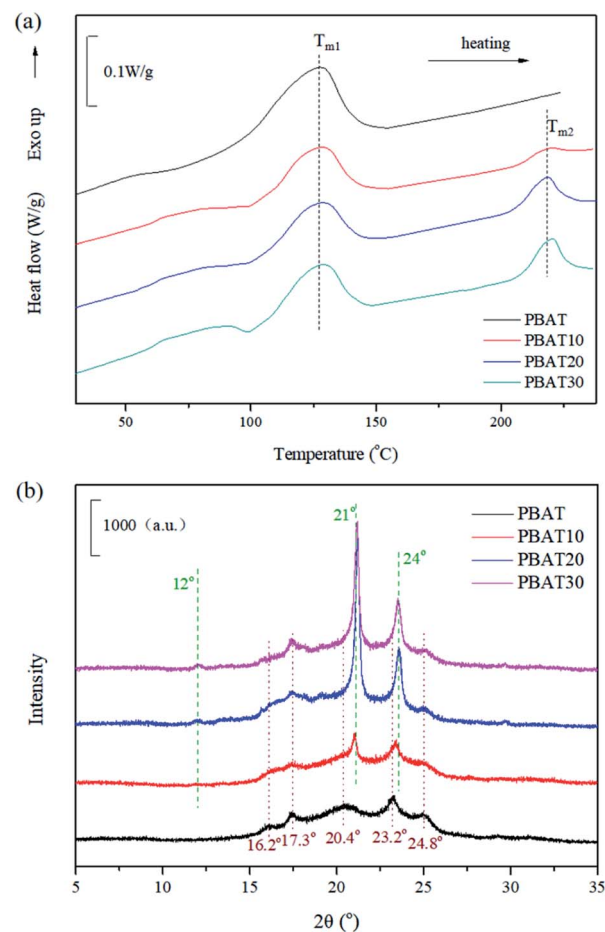 (a)
T_m1
heating
0.1W/g
Exo up
T_m2
Heat flow (W/g)
PBAT
PBAT10
PBAT20
PBAT30
50 100 150 200
Temperature (°C)
(b)
1000 (a.u.)
21°
24°
12°
PBAT
PBAT10
PBAT20
PBAT30
Intensity
16.2° 17.3° 20.4° 23.2° 24.8°
5 10 15 20 25 30 35
2θ (°)